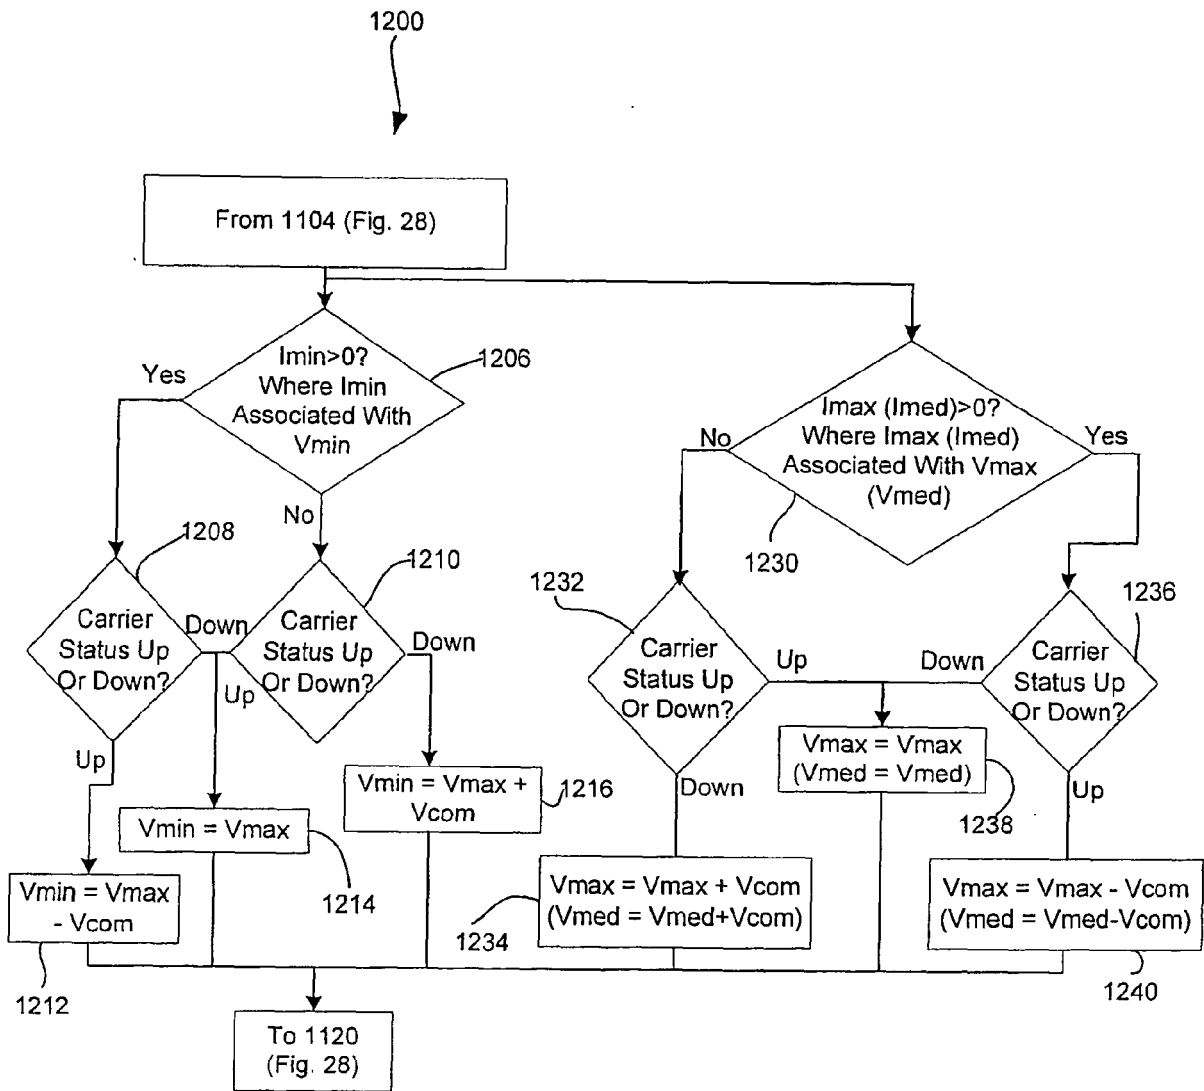 1200
From 1104 (Fig. 28)
Imin>0?
Where Imin
Associated With
Vmin
1206
Yes
No
Imax (Imed)>0?
Where Imax (Imed)
Associated With Vmax
(Vmed)
No
Yes
1230
1208
Carrier
Status Up
Or Down?
Down
Up
1210
Carrier
Status Up
Or Down?
Up
Down
1232
Carrier
Status Up
Or Down?
Up
Down
1236
Carrier
Status Up
Or Down?
Down
Up
Vmax = Vmax
(Vmed = Vmed)
1238
Vmin = Vmax +
Vcom
1216
Vmin = Vmax
1214
Vmin = Vmax
- Vcom
1212
Vmax = Vmax + Vcom
(Vmed = Vmed+Vcom)
1234
Vmax = Vmax - Vcom
(Vmed = Vmed-Vcom)
1240
To 1120
(Fig. 28)